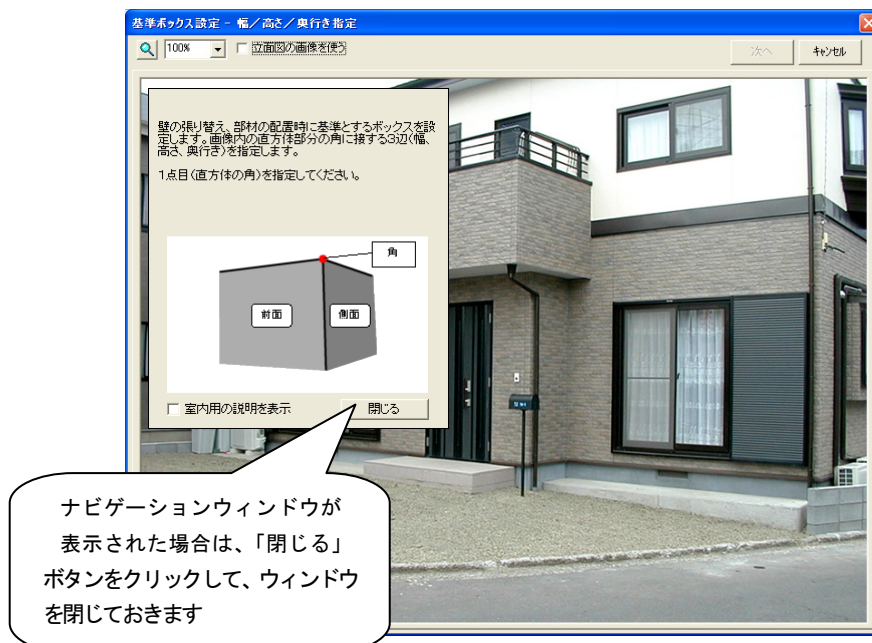 基準ボックス設定 - 幅／高さ／奥行き指定
100%
立面図の画像を使う
次へ
キャンセル
壁の張り替え、部材の配置時に基準とするボックスを設
定します。画像内の直方体部分の角に接する3辺(幅、
高さ、奥行き)を指定します。
1点目(直方体の角)を指定してください。
角
前面
側面
室内用の説明を表示
閉じる
ナビゲーションウィンドウが
表示された場合は、「閉じる」
ボタンをクリックして、ウィンドウ
を閉じておきます